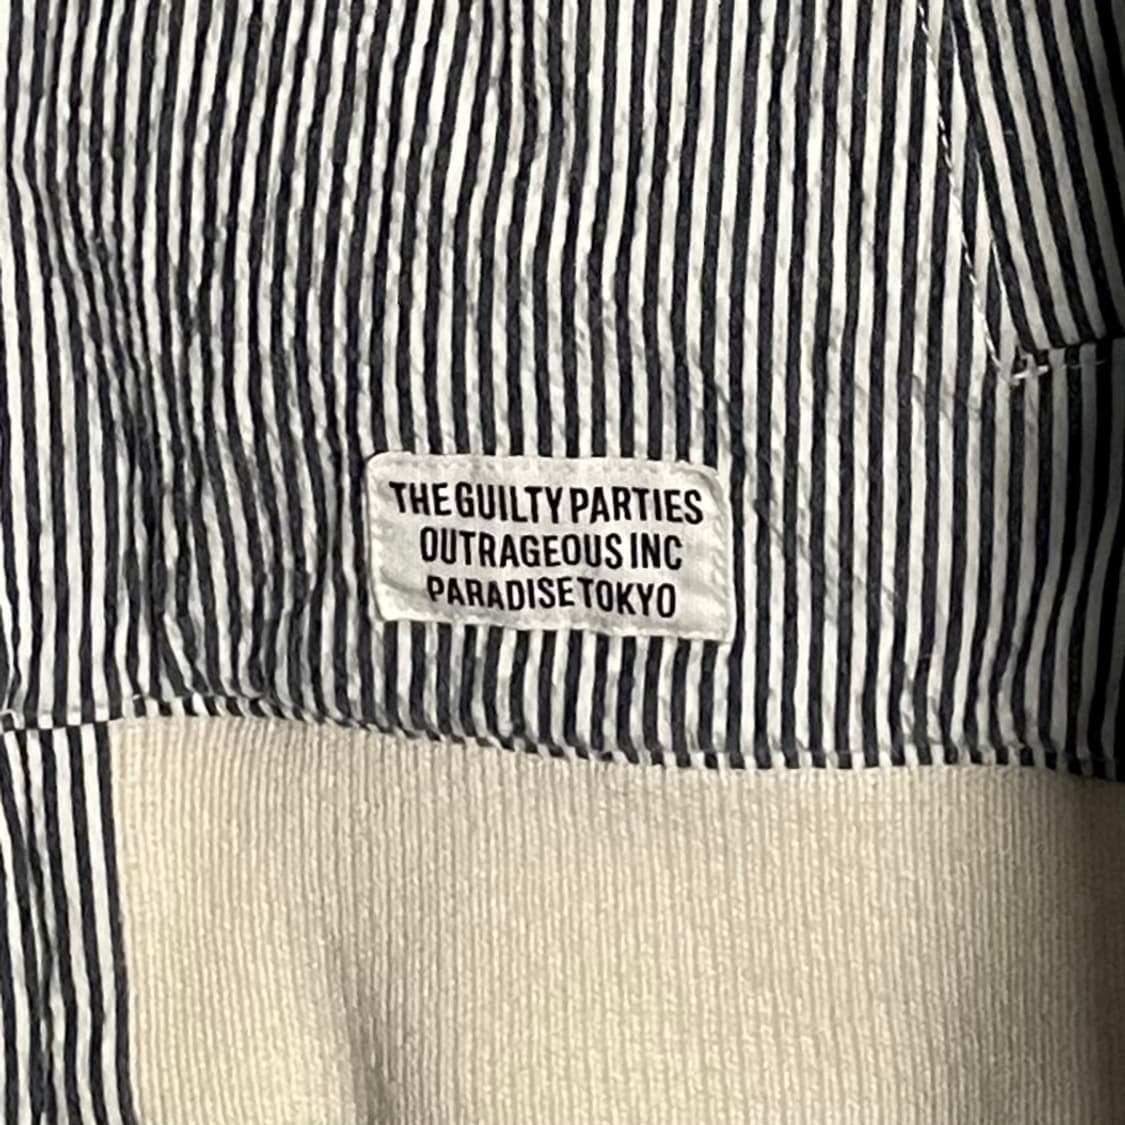 THE GUILTY PARTIES
OUTRAGEOUS INC
PARADISE TOKYO